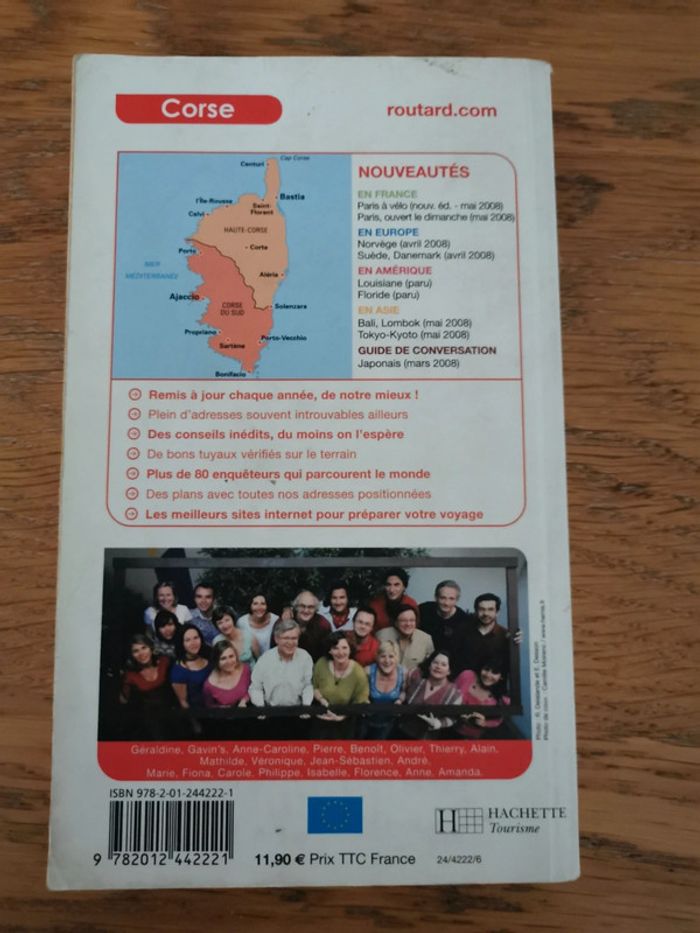 Corse
routard.com
Cap Corse
Centuri
Bastia
l'Île-Rousse
Saint-
Florent
Calvi
HAUTE-CORSE
Corte
Porto
MER
MÉDITERRANÉE
Aléria
Ajaccio
CORSE
DU SUD
Solenzara
Propriano
Porto-Vecchio
Sartène
Bonifacio
NOUVEAUTÉS
EN FRANCE
Paris à vélo (nouv. éd. - mai 2008)
Paris, ouvert le dimanche (mai 2008)
EN EUROPE
Norvège (avril 2008)
Suède, Danemark (avril 2008)
EN AMÉRIQUE
Louisiane (paru)
Floride (paru)
EN ASIE
Bali, Lombok (mai 2008)
Tokyo-Kyoto (mai 2008)
GUIDE DE CONVERSATION
Japonais (mars 2008)
Remis à jour chaque année, de notre mieux !
Plein d'adresses souvent introuvables ailleurs
Des conseils inédits, du moins on l'espère
De bons tuyaux vérifiés sur le terrain
Plus de 80 enquêteurs qui parcourent le monde
Des plans avec toutes nos adresses positionnées
Les meilleurs sites internet pour préparer votre voyage
Géraldine, Gavin's, Anne-Caroline, Pierre, Benoît, Olivier, Thierry, Alain,
Mathilde, Véronique, Jean-Sébastien, André,
Marie, Fiona, Carole, Philippe, Isabelle, Florence, Anne, Amanda.
ISBN 978-2-01-244222-1
9 782012 442221
11,90 € Prix TTC France
24/4222/6
HACHETTE
Tourisme